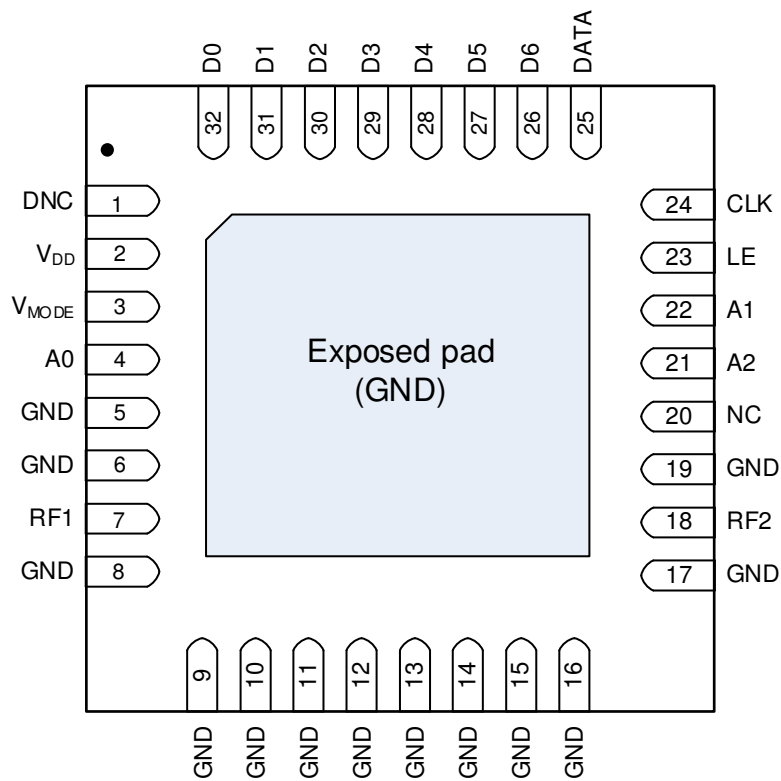 D0 D1 D2 D3 D4 D5 D6 DATA
32 31 30 29 28 27 26 25
DNC 1
VDD 2
VMODE 3
A0 4
GND 5
GND 6
RF1 7
GND 8
Exposed pad
(GND)
24 CLK
23 LE
22 A1
21 A2
20 NC
19 GND
18 RF2
17 GND
9 10 11 12 13 14 15 16
GND GND GND GND GND GND GND GND